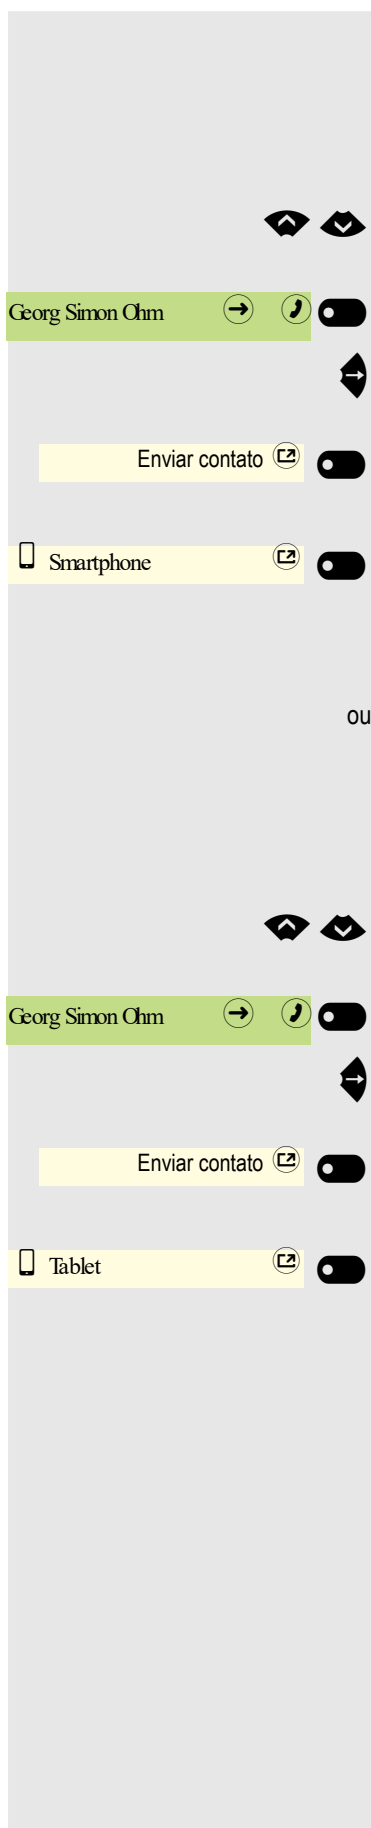 Georg Simon Ohm
Enviar contato
Smartphone
ou
Georg Simon Ohm
Enviar contato
Tablet